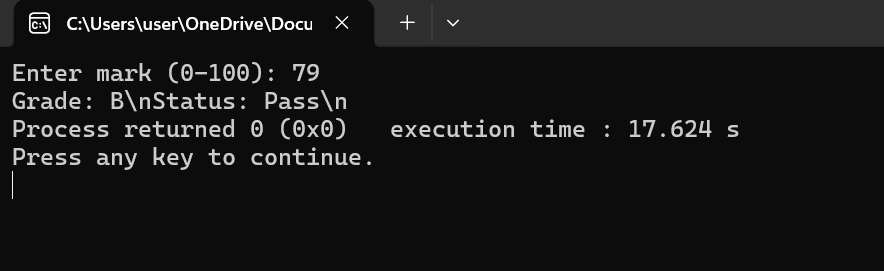 C:\Users\user\OneDrive\Docu
Enter mark (0-100): 79
Grade: B\nStatus: Pass\n
Process returned 0 (0x0)   execution time : 17.624 s
Press any key to continue.